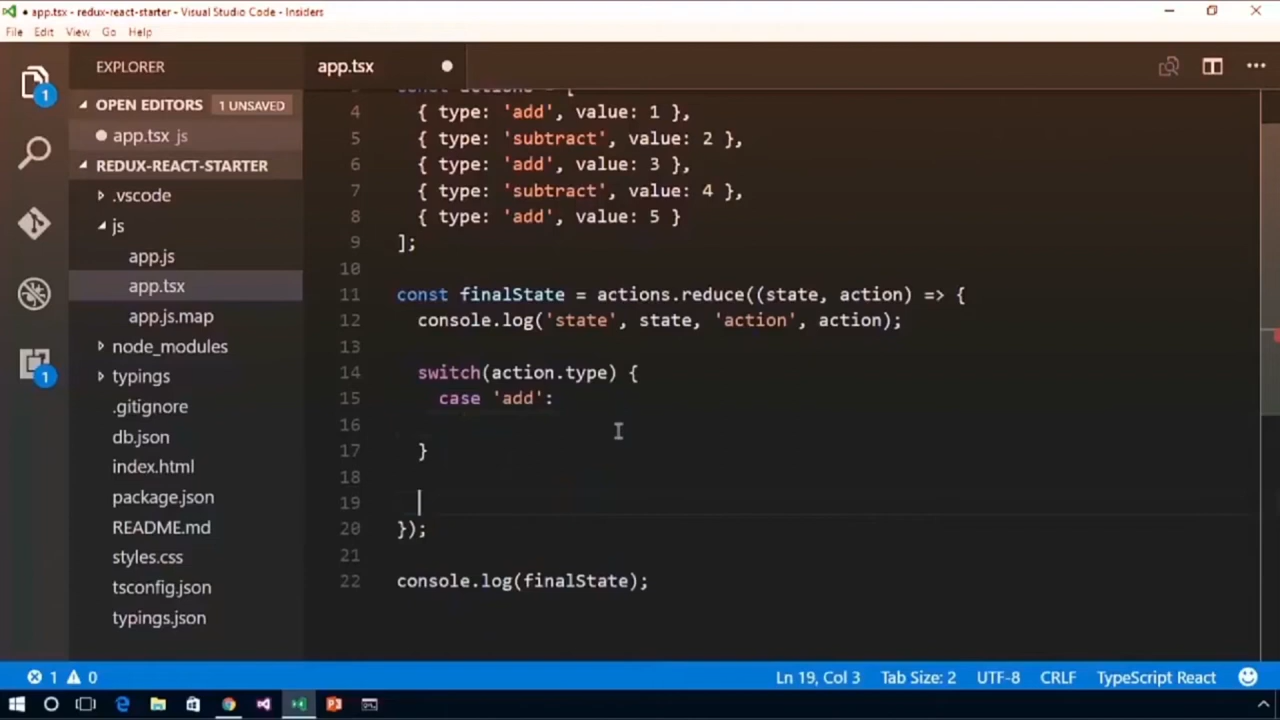 ● app.tsx - redux-react-starter - Visual Studio Code - Insiders
File Edit View Go Help
EXPLORER
OPEN EDITORS 1 UNSAVED
app.tsx js
REDUX-REACT-STARTER
.vscode
js
app.js
app.tsx
app.js.map
node_modules
typings
.gitignore
db.json
index.html
package.json
README.md
styles.css
tsconfig.json
typings.json
1
1
app.tsx
3 const actions = [
4 { type: 'add', value: 1 },
5 { type: 'subtract', value: 2 },
6 { type: 'add', value: 3 },
7 { type: 'subtract', value: 4 },
8 { type: 'add', value: 5 }
9 ];
10
11 const finalState = actions.reduce((state, action) => {
12 console.log('state', state, 'action', action);
13
14 switch(action.type) {
15 case 'add':
16
17 }
18
19
20 });
21
22 console.log(finalState);
1 0
Ln 19, Col 3 Tab Size: 2 UTF-8 CRLF TypeScript React